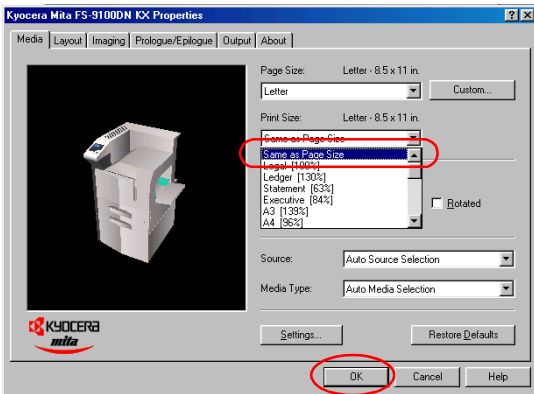 Kyocera Mita FS-9100DN KX Properties
Media Layout Imaging Prologue/Epilogue Output About
Page Size: Letter - 8.5 x 11 in.
Letter Custom...
Print Size: Letter - 8.5 x 11 in.
Same as Page Size
Same as Page Size
Legal [100%]
Ledger [130%]
Statement [63%]
Executive [84%]
A3 [139%]
A4 [96%]
Rotated
Source: Auto Source Selection
Media Type: Auto Media Selection
KYOCERA
mita
Settings... Restore Defaults
OK Cancel Help